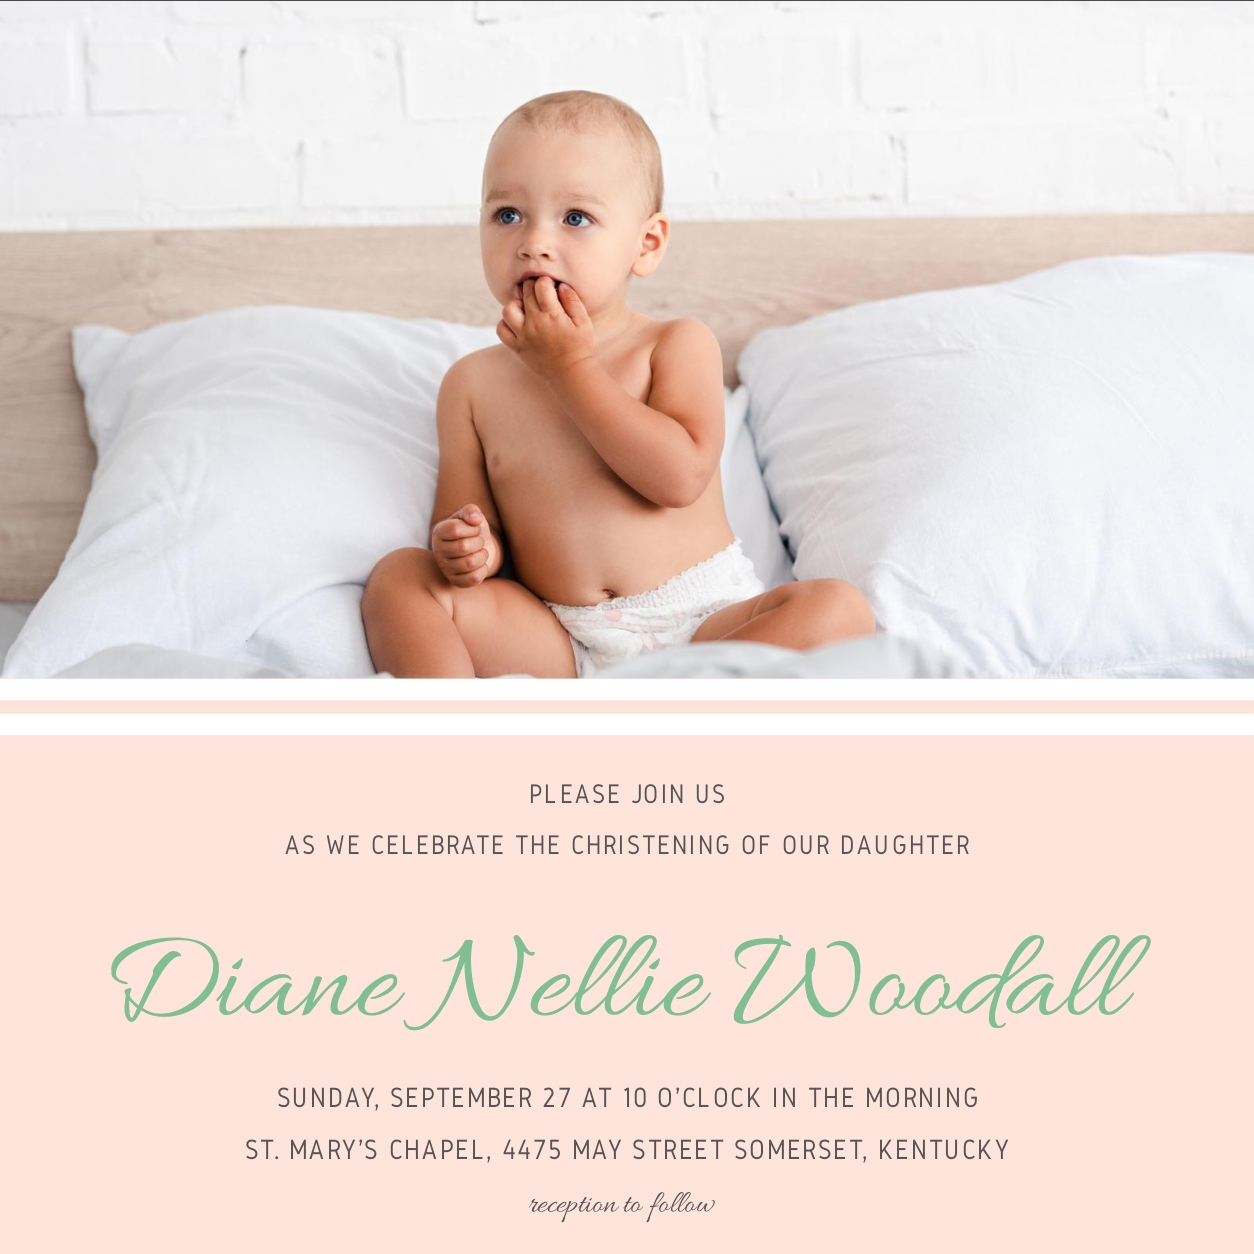 PLEASE JOIN US
AS WE CELEBRATE THE CHRISTENING OF OUR DAUGHTER
Diane Nellie Woodall
SUNDAY, SEPTEMBER 27 AT 10 O’CLOCK IN THE MORNING
ST. MARY’S CHAPEL, 4475 MAY STREET SOMERSET, KENTUCKY
reception to follow